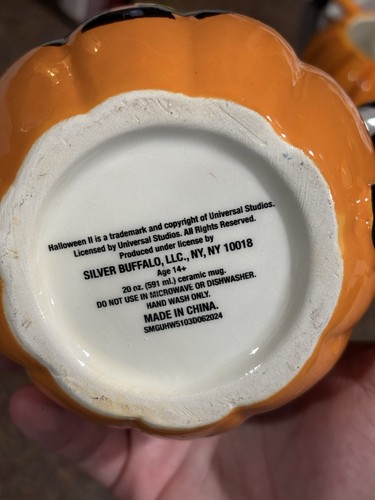 Halloween II is a trademark and copyright of Universal Studios.
Licensed by Universal Studios. All Rights Reserved.
Produced under license by
SILVER BUFFALO, LLC., NY, NY 10018
Age 14+
20 oz. (591 ml.) ceramic mug.
DO NOT USE IN MICROWAVE OR DISHWASHER.
HAND WASH ONLY.
MADE IN CHINA.
SMGUHW5103D062024